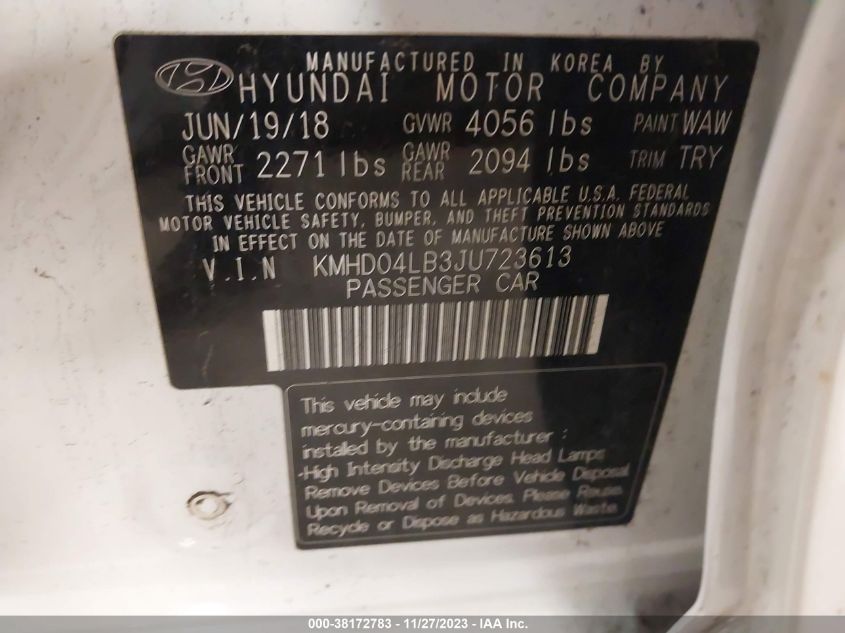 MANUFACTURED IN KOREA BY
HYUNDAI MOTOR COMPANY
JUN/19/18 GVWR 4056 lbs PAINT WAW
GAWR FRONT 2271 lbs GAWR REAR 2094 lbs TRIM TRY
THIS VEHICLE CONFORMS TO ALL APPLICABLE U.S.A. FEDERAL
MOTOR VEHICLE SAFETY, BUMPER, AND THEFT PREVENTION STANDARDS
IN EFFECT ON THE DATE OF MANUFACTURE SHOWN ABOVE
V.I.N KMHD04LB3JU723613
PASSENGER CAR
This vehicle may include
mercury-containing devices
installed by the manufacturer :
-High Intensity Discharge Head Lamps
Remove Devices Before Vehicle Disposal
Upon Removal of Devices. Please Reuse,
Recycle or Dispose as Hazardous Waste.
000-38172783 - 11/27/2023 - IAA Inc.